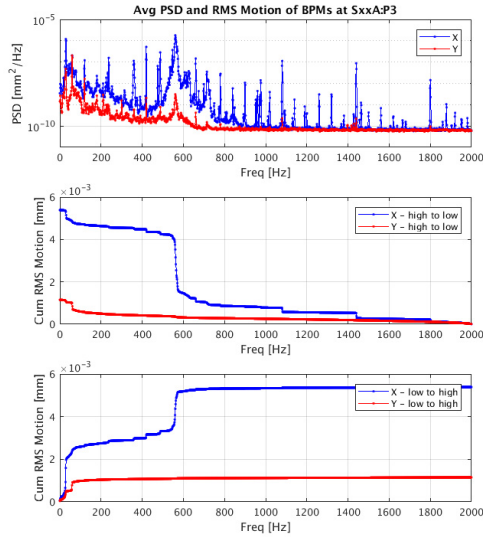 Avg PSD and RMS Motion of BPMs at SxxA:P3
10^-5
10^-10
PSD [mm^2/Hz]
X
Y
0 200 400 600 800 1000 1200 1400 1600 1800 2000
Freq [Hz]
×10^-3
6
4
2
0
Cum RMS Motion [mm]
X - high to low
Y - high to low
0 200 400 600 800 1000 1200 1400 1600 1800 2000
Freq [Hz]
×10^-3
6
4
2
0
Cum RMS Motion [mm]
X - low to high
Y - low to high
0 200 400 600 800 1000 1200 1400 1600 1800 2000
Freq [Hz]